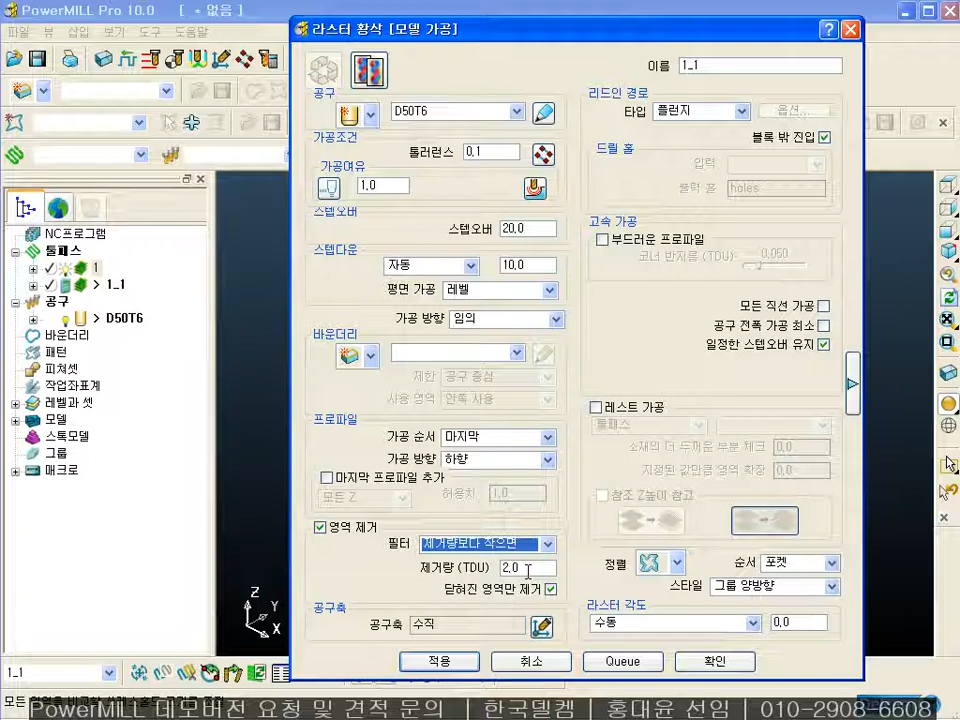 PowerMILL Pro 10.0 [ * 없음 ]
파일 뷰 삽입 보기 도구 도움말
라스터 황삭 [모델 가공]
이름 1_1
공구
D50T6
가공조건
톨러런스 0,1
가공여유
1,0
스텝오버
스텝오버 20,0
스텝다운
자동 10,0
평면 가공 레벨
가공 방향 임의
바운더리
제한 공구 중심
사용 영역 안쪽 사용
프로파일
가공 순서 마지막
가공 방향 하향
마지막 프로파일 추가
모든 Z 허용치 1,0
영역 제거
필터 제거량보다 작으면
제거량 (TDU) 2,0
닫혀진 영역만 제거
공구축
공구축 수직
리드인 경로
타입 플런지 옵션...
블록 밖 진입
드릴 홀
입력
플럭 홈 holes
고속 가공
부드러운 프로파일
코너 반지름 (TDU) 0,050
모든 직선 가공
공구 전폭 가공 최소
일정한 스텝오버 유지
레스트 가공
툴패스
소재의 더 두꺼운 부분 체크 0,0
지정된 값만큼 영역 확장 0,0
참조 Z높이 참고
정렬 순서 포켓
스타일 그룹 양방향
라스터 각도
수동 0,0
적용 취소 Queue 확인
NC프로그램
툴패스
1
> 1_1
공구
> D50T6
바운더리
패턴
피쳐셋
작업좌표계
레벨과 셋
모델
스톡모델
그룹
매크로
Z
Y
X
1_1
PowerMILL 데모버전 요청 및 견적 문의 | 한국델켐 | 홍대윤 선임 | 010-2908-6608